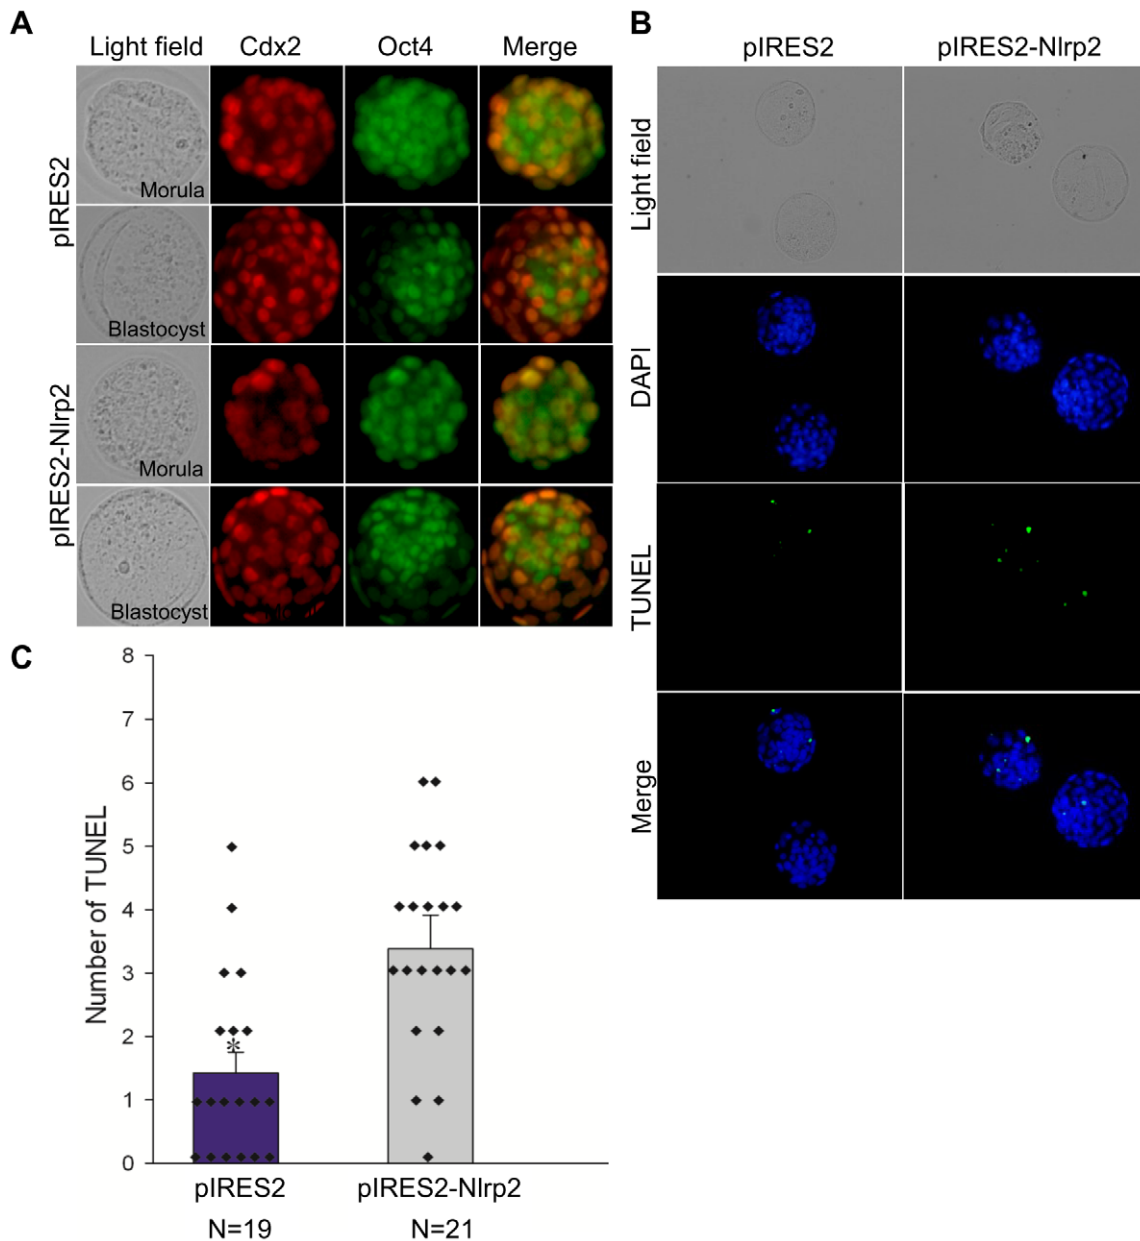 A
Light field Cdx2 Oct4 Merge
pIRES2
Morula
Blastocyst
pIRES2-Nlrp2
Morula
Blastocyst
B
pIRES2 pIRES2-Nlrp2
Light field
DAPI
TUNEL
Merge
C
Number of TUNEL
8
7
6
5
4
3
2
*
1
0
pIRES2 pIRES2-Nlrp2
N=19 N=21